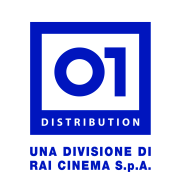 01
DISTRIBUTION
UNA DIVISIONE DI
RAI CINEMA S.p.A.